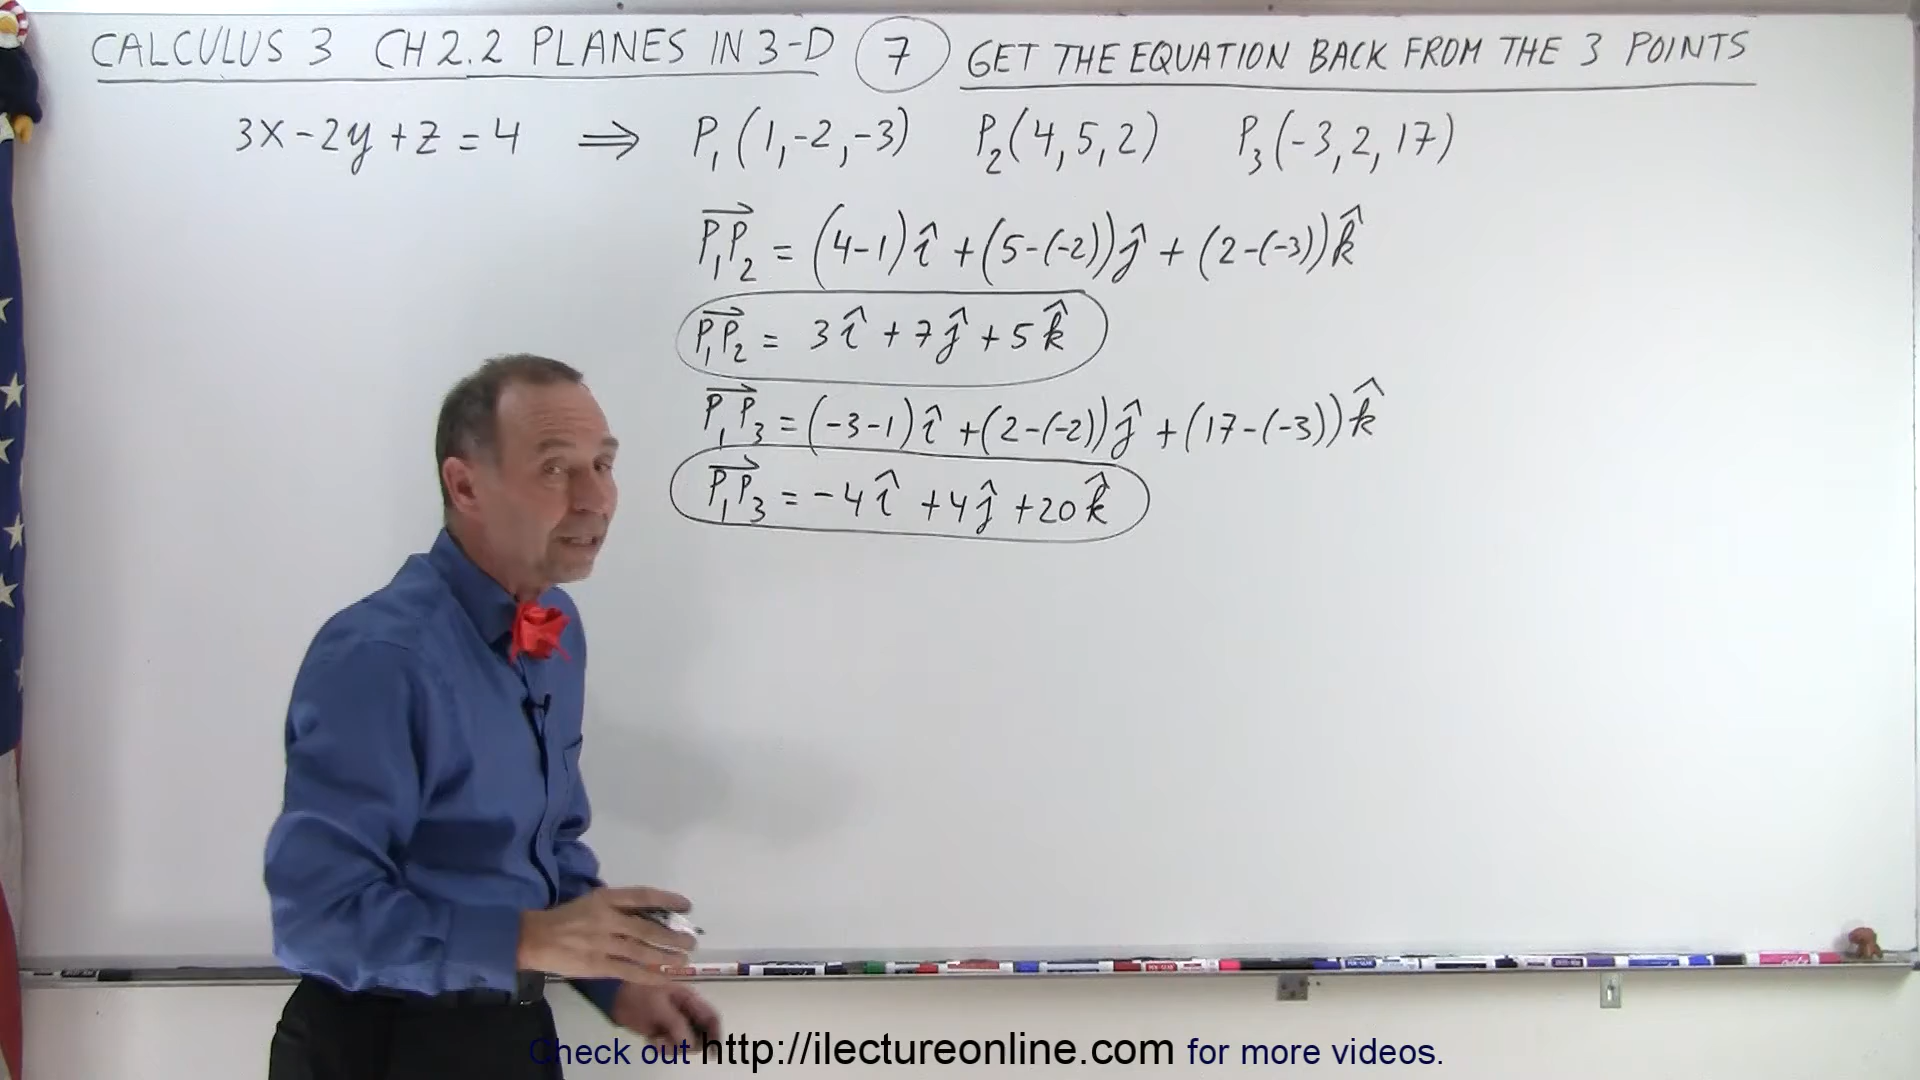 CALCULUS 3 CH 2.2 PLANES IN 3-D 7 GET THE EQUATION BACK FROM THE 3 POINTS
3x-2y+z=4 ⟹ P₁(1,-2,-3) P₂(4,5,2) P₃(-3,2,17)
P₁P₂⃗ = (4-1)î +(5-(-2))ĵ + (2-(-3))k̂
P₁P₂⃗ = 3î + 7ĵ + 5k̂
P₁P₃⃗ = (-3-1)î +(2-(-2))ĵ +(17-(-3))k̂
P₁P₃⃗ = -4î +4ĵ +20k̂
Check out http://ilectureonline.com for more videos.